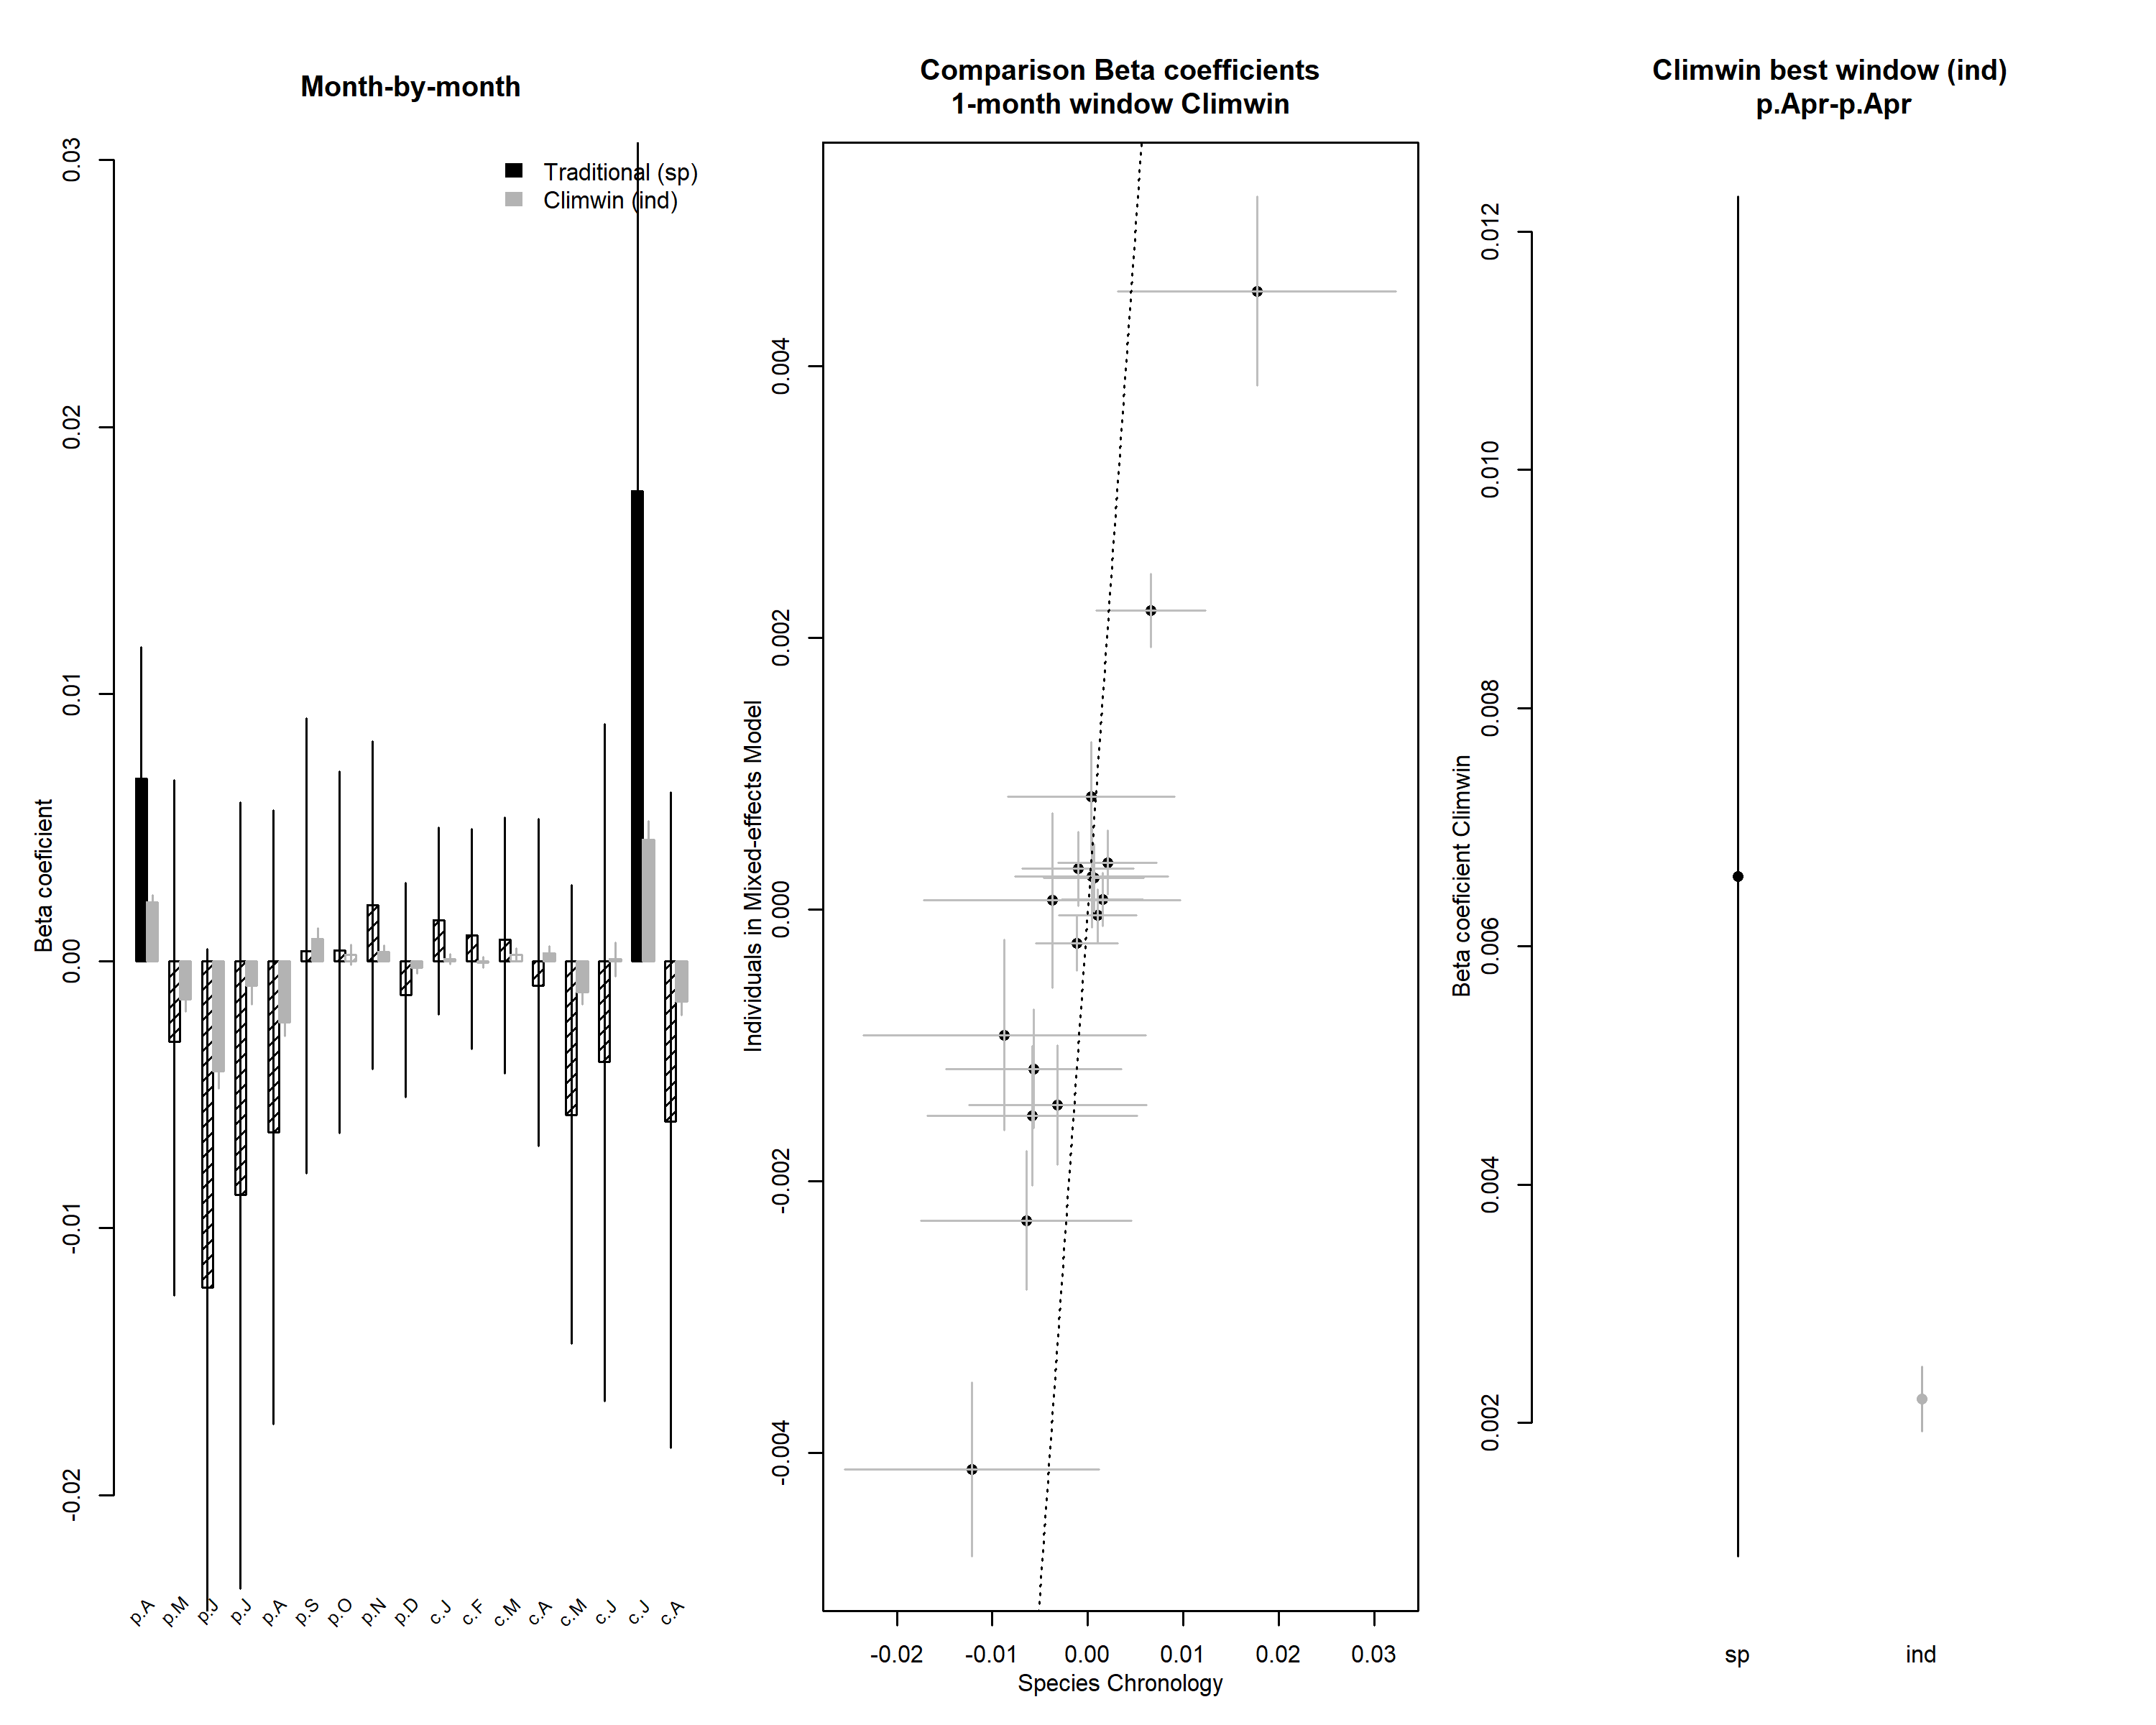 Month-by-month
Traditional (sp)
Climwin (ind)
Beta coeficient
0.03
0.02
0.01
0.00
-0.01
-0.02
p.A
p.M
p.J
p.J
p.A
p.S
p.O
p.N
p.D
c.J
c.F
c.M
c.A
c.M
c.J
c.J
c.A
Comparison Beta coefficients
1-month window Climwin
Individuals in Mixed-effects Model
0.004
0.002
0.000
-0.002
-0.004
-0.02
-0.01
0.00
0.01
0.02
0.03
Species Chronology
Climwin best window (ind)
p.Apr-p.Apr
Beta coeficient Climwin
0.012
0.010
0.008
0.006
0.004
0.002
sp
ind